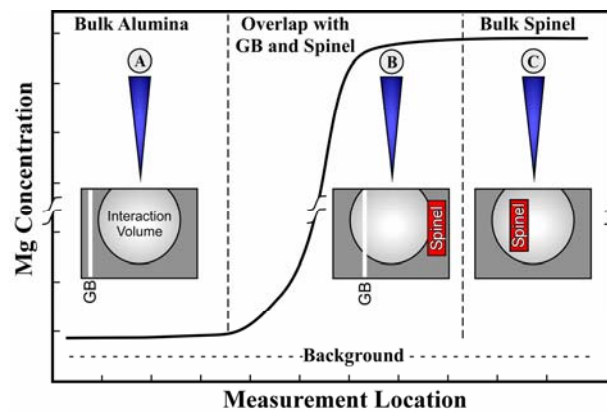 Bulk Alumina
Overlap with
GB and Spinel
Bulk Spinel
A
B
C
Mg Concentration
Interaction
Volume
GB
Spinel
GB
Spinel
Background
Measurement Location